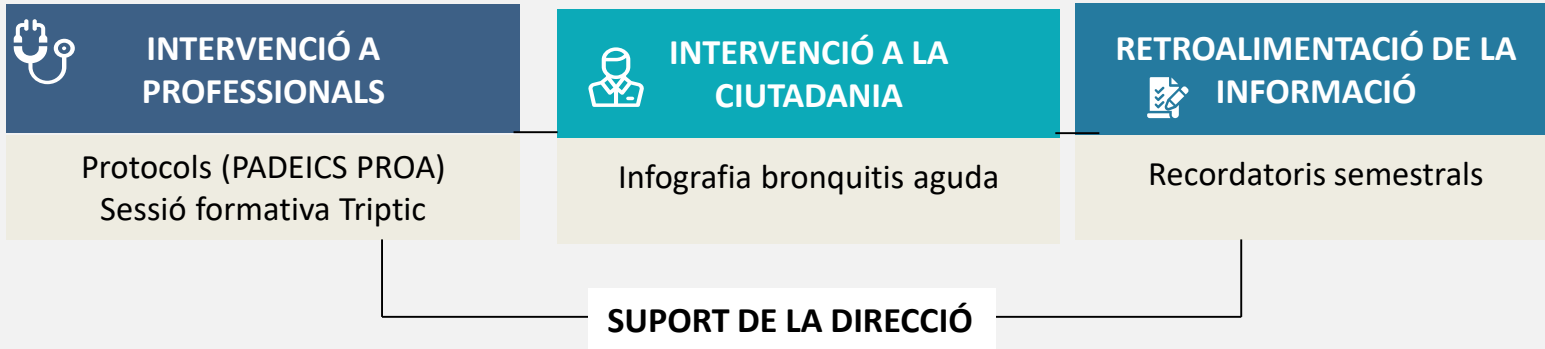 INTERVENCIÓ A
PROFESSIONALS
Protocols (PADEICS PROA)
Sessió formativa Triptic
INTERVENCIÓ A LA
CIUTADANIA
Infografia bronquitis aguda
RETROALIMENTACIÓ DE LA
INFORMACIÓ
Recordatoris semestrals
SUPORT DE LA DIRECCIÓ